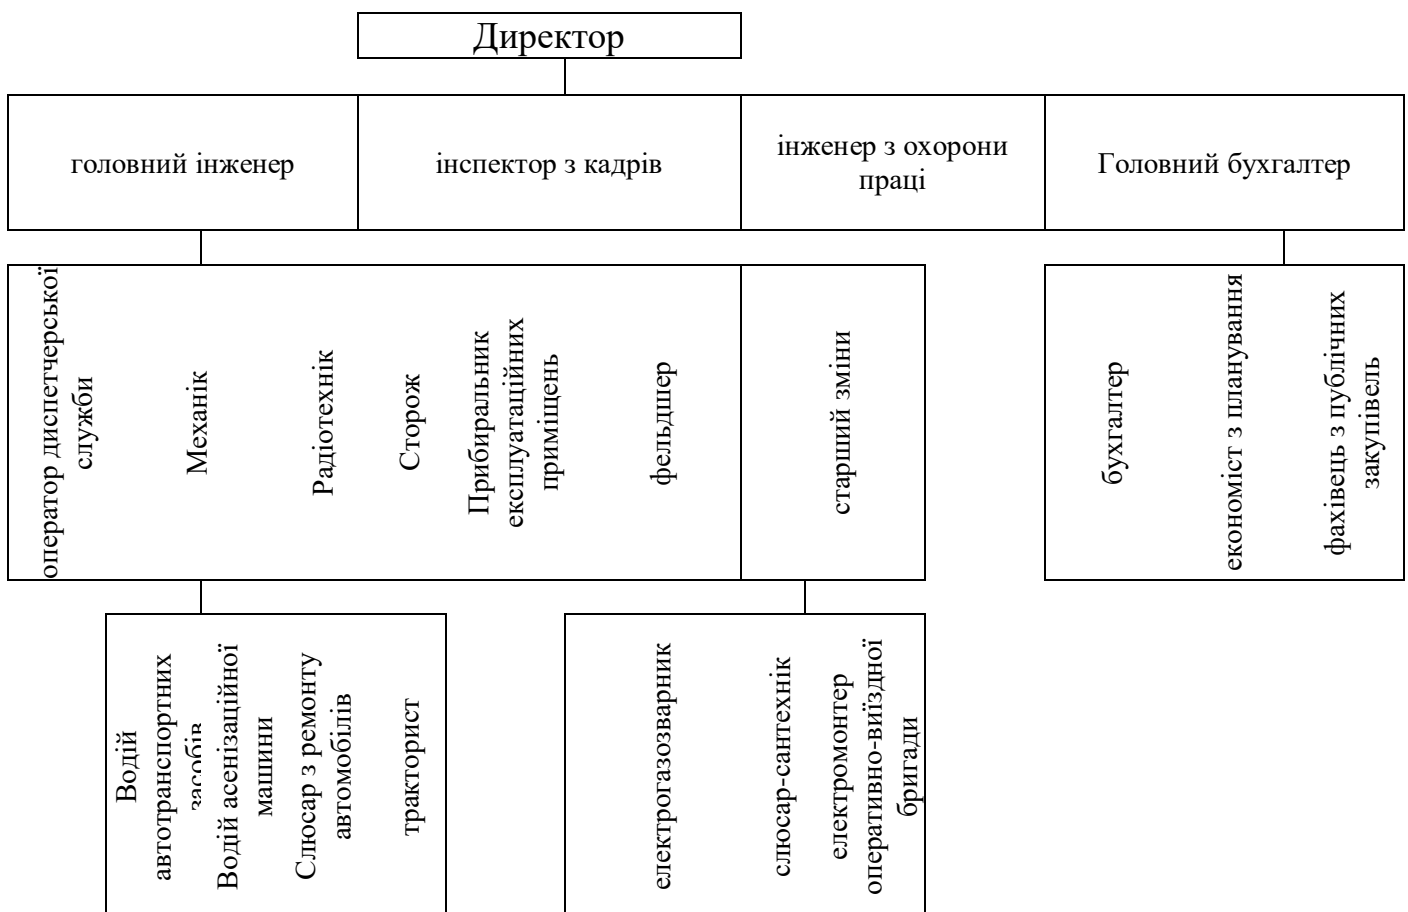 Директор
головний інженер
інспектор з кадрів
інженер з охорони
праці
Головний бухгалтер
оператор диспетчерської
служби
Механік
Радіотехнік
Сторож
Прибиральник
експлуатаційних
приміщень
фельдшер
старший зміни
бухгалтер
економіст з планування
фахівець з публічних
закупівель
Водій
автотранспортних
засобів
Водій асенізаційної
машини
Слюсар з ремонту
автомобілів
тракторист
електрогазозварник
слюсар-сантехнік
електромонтер
оперативно-виїздної
бригади